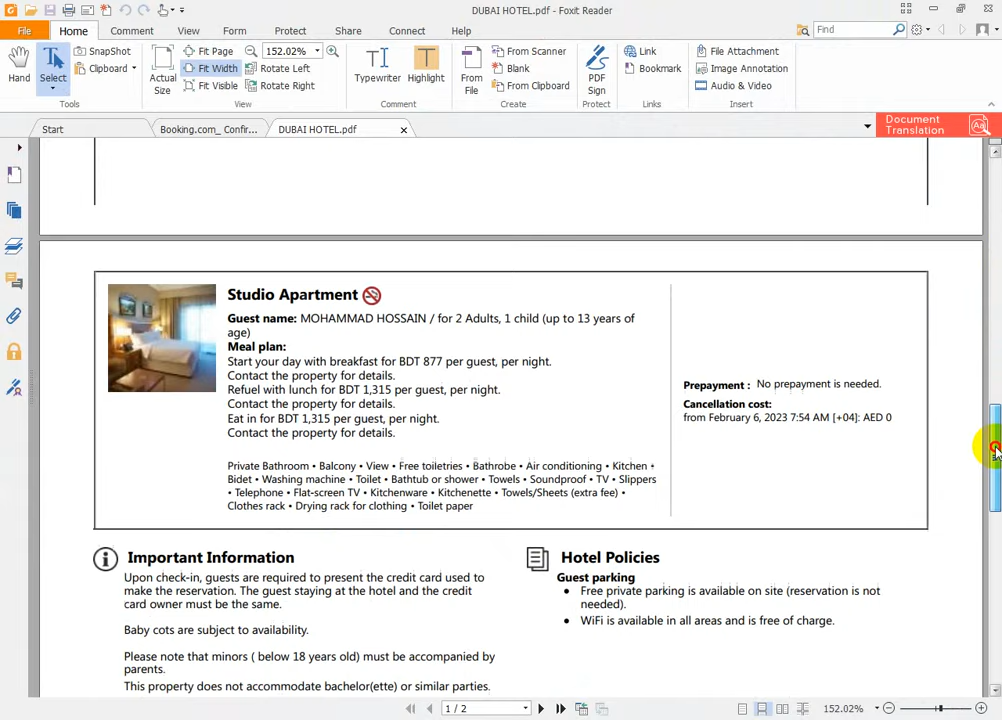 DUBAI HOTEL.pdf - Foxit Reader
File Home Comment View Form Protect Share Connect Help Find
Hand
Select
SnapShot
Clipboard
Tools
Actual Size
Fit Page
Fit Width
Fit Visible
152.02%
Rotate Left
Rotate Right
View
Typewriter
Highlight
Comment
From File
From Scanner
Blank
From Clipboard
Create
PDF Sign
Protect
Link
Bookmark
Links
File Attachment
Image Annotation
Audio & Video
Insert
Start
Booking.com_ Confir...
DUBAI HOTEL.pdf
Document
Translation
Studio Apartment
Guest name: MOHAMMAD HOSSAIN / for 2 Adults, 1 child (up to 13 years of
age)
Meal plan:
Start your day with breakfast for BDT 877 per guest, per night.
Contact the property for details.
Refuel with lunch for BDT 1,315 per guest, per night.
Contact the property for details.
Eat in for BDT 1,315 per guest, per night.
Contact the property for details.
Private Bathroom • Balcony • View • Free toiletries • Bathrobe • Air conditioning • Kitchen •
Bidet • Washing machine • Toilet • Bathtub or shower • Towels • Soundproof • TV • Slippers
• Telephone • Flat-screen TV • Kitchenware • Kitchenette • Towels/Sheets (extra fee) •
Clothes rack • Drying rack for clothing • Toilet paper
Prepayment : No prepayment is needed.
Cancellation cost:
from February 6, 2023 7:54 AM [+04]: AED 0
Important Information
Upon check-in, guests are required to present the credit card used to
make the reservation. The guest staying at the hotel and the credit
card owner must be the same.
Baby cots are subject to availability.
Please note that minors ( below 18 years old) must be accompanied by
parents.
This property does not accommodate bachelor(ette) or similar parties.
Hotel Policies
Guest parking
• Free private parking is available on site (reservation is not
needed).
• WiFi is available in all areas and is free of charge.
1 / 2
152.02%